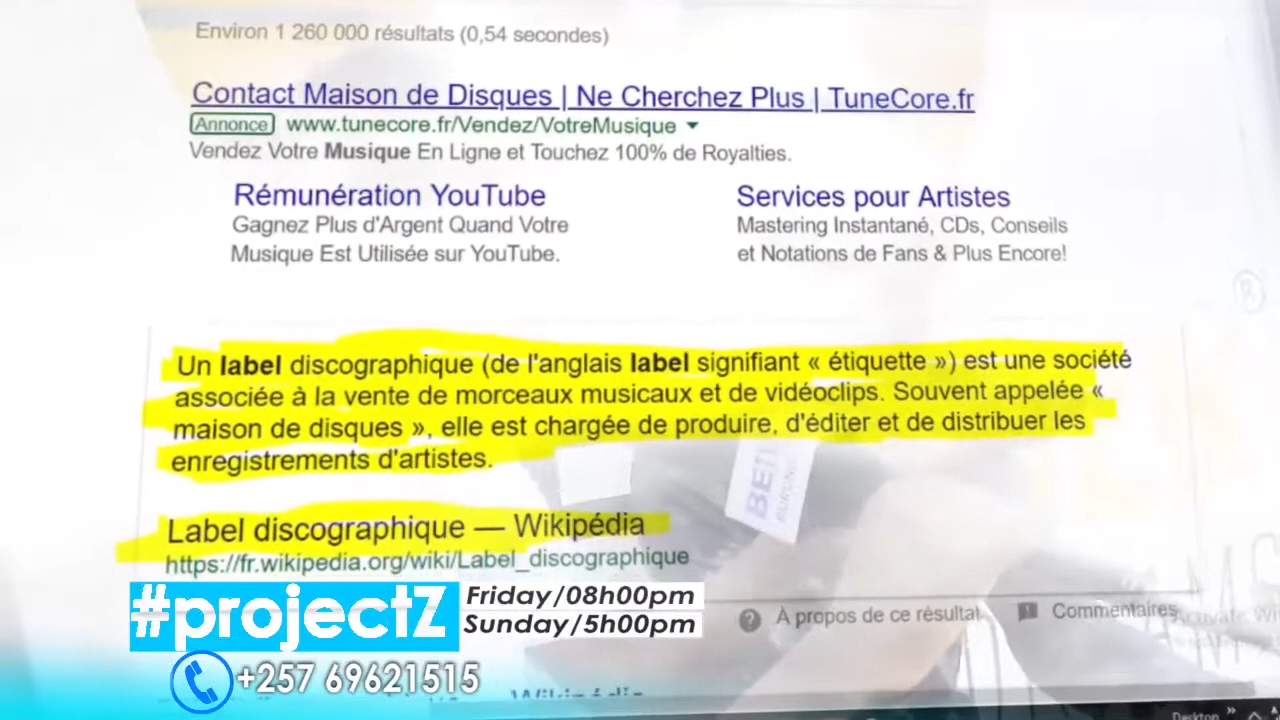 Environ 1 260 000 résultats (0,54 secondes)
Contact Maison de Disques | Ne Cherchez Plus | TuneCore.fr
Annonce www.tunecore.fr/Vendez/VotreMusique
Vendez Votre Musique En Ligne et Touchez 100% de Royalties.
Rémunération YouTube
Gagnez Plus d'Argent Quand Votre
Musique Est Utilisée sur YouTube.
Services pour Artistes
Mastering Instantané, CDs, Conseils
et Notations de Fans & Plus Encore!
®
Un label discographique (de l'anglais label signifiant « étiquette ») est une société
associée à la vente de morceaux musicaux et de vidéoclips. Souvent appelée «
maison de disques », elle est chargée de produire, d'éditer et de distribuer les
enregistrements d'artistes.
Label discographique — Wikipédia
https://fr.wikipedia.org/wiki/Label_discographique
À propos de ce résultat
Commentaires
#projectZ
Friday/08h00pm
Sunday/5h00pm
+257 69621515
Wikipédia
Desktop »